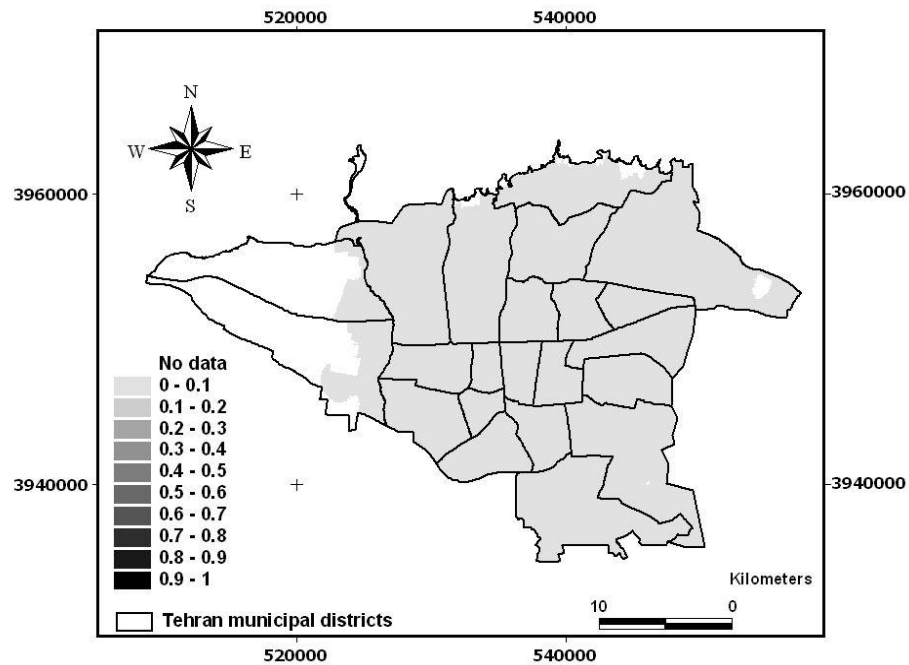 520000 540000
N
W E
S
3960000 3960000
No data
0 - 0.1
0.1 - 0.2
0.2 - 0.3
0.3 - 0.4
0.4 - 0.5
0.5 - 0.6
0.6 - 0.7
0.7 - 0.8
0.8 - 0.9
0.9 - 1
3940000 3940000
Kilometers
10 0
Tehran municipal districts
520000 540000